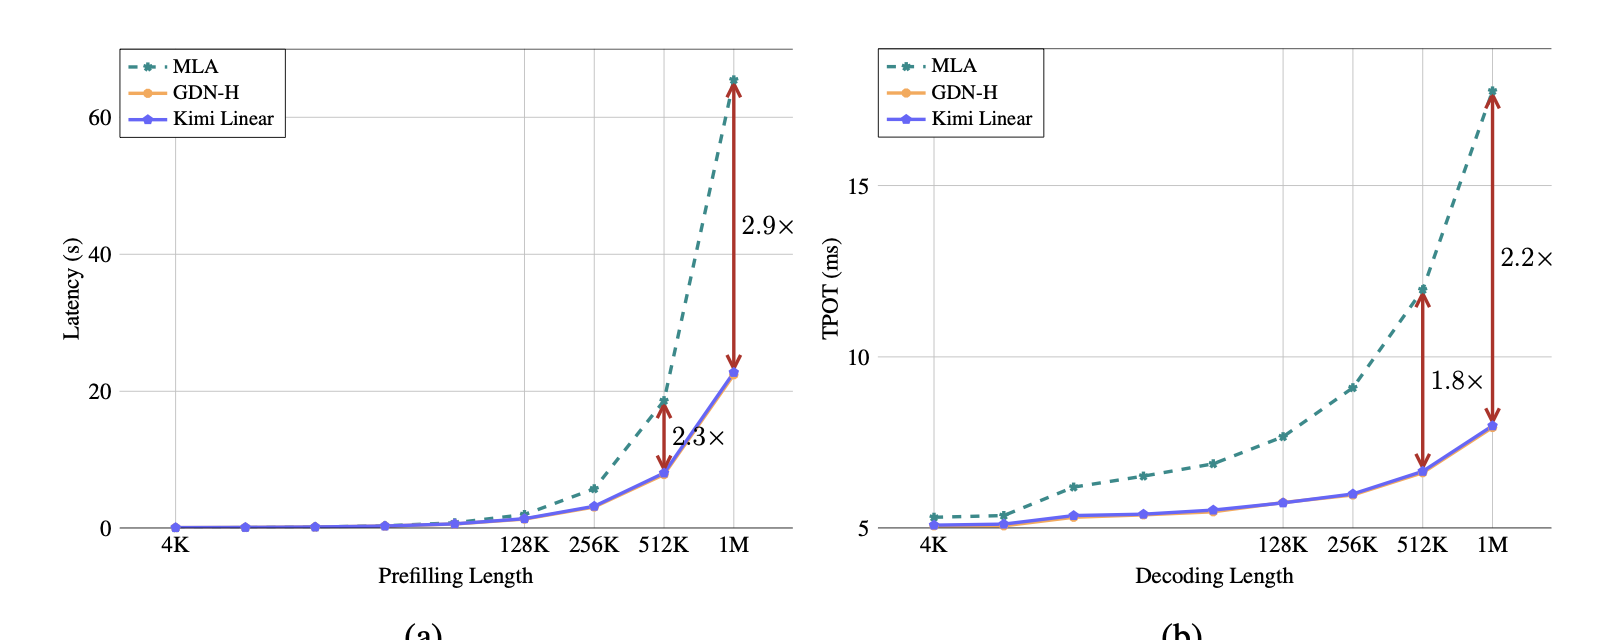 MLA
GDN-H
Kimi Linear
60
40
20
0
Latency (s)
2.9×
2.3×
4K 128K 256K 512K 1M
Prefilling Length
(a)
MLA
GDN-H
Kimi Linear
15
10
5
TPOT (ms)
2.2×
1.8×
4K 128K 256K 512K 1M
Decoding Length
(b)